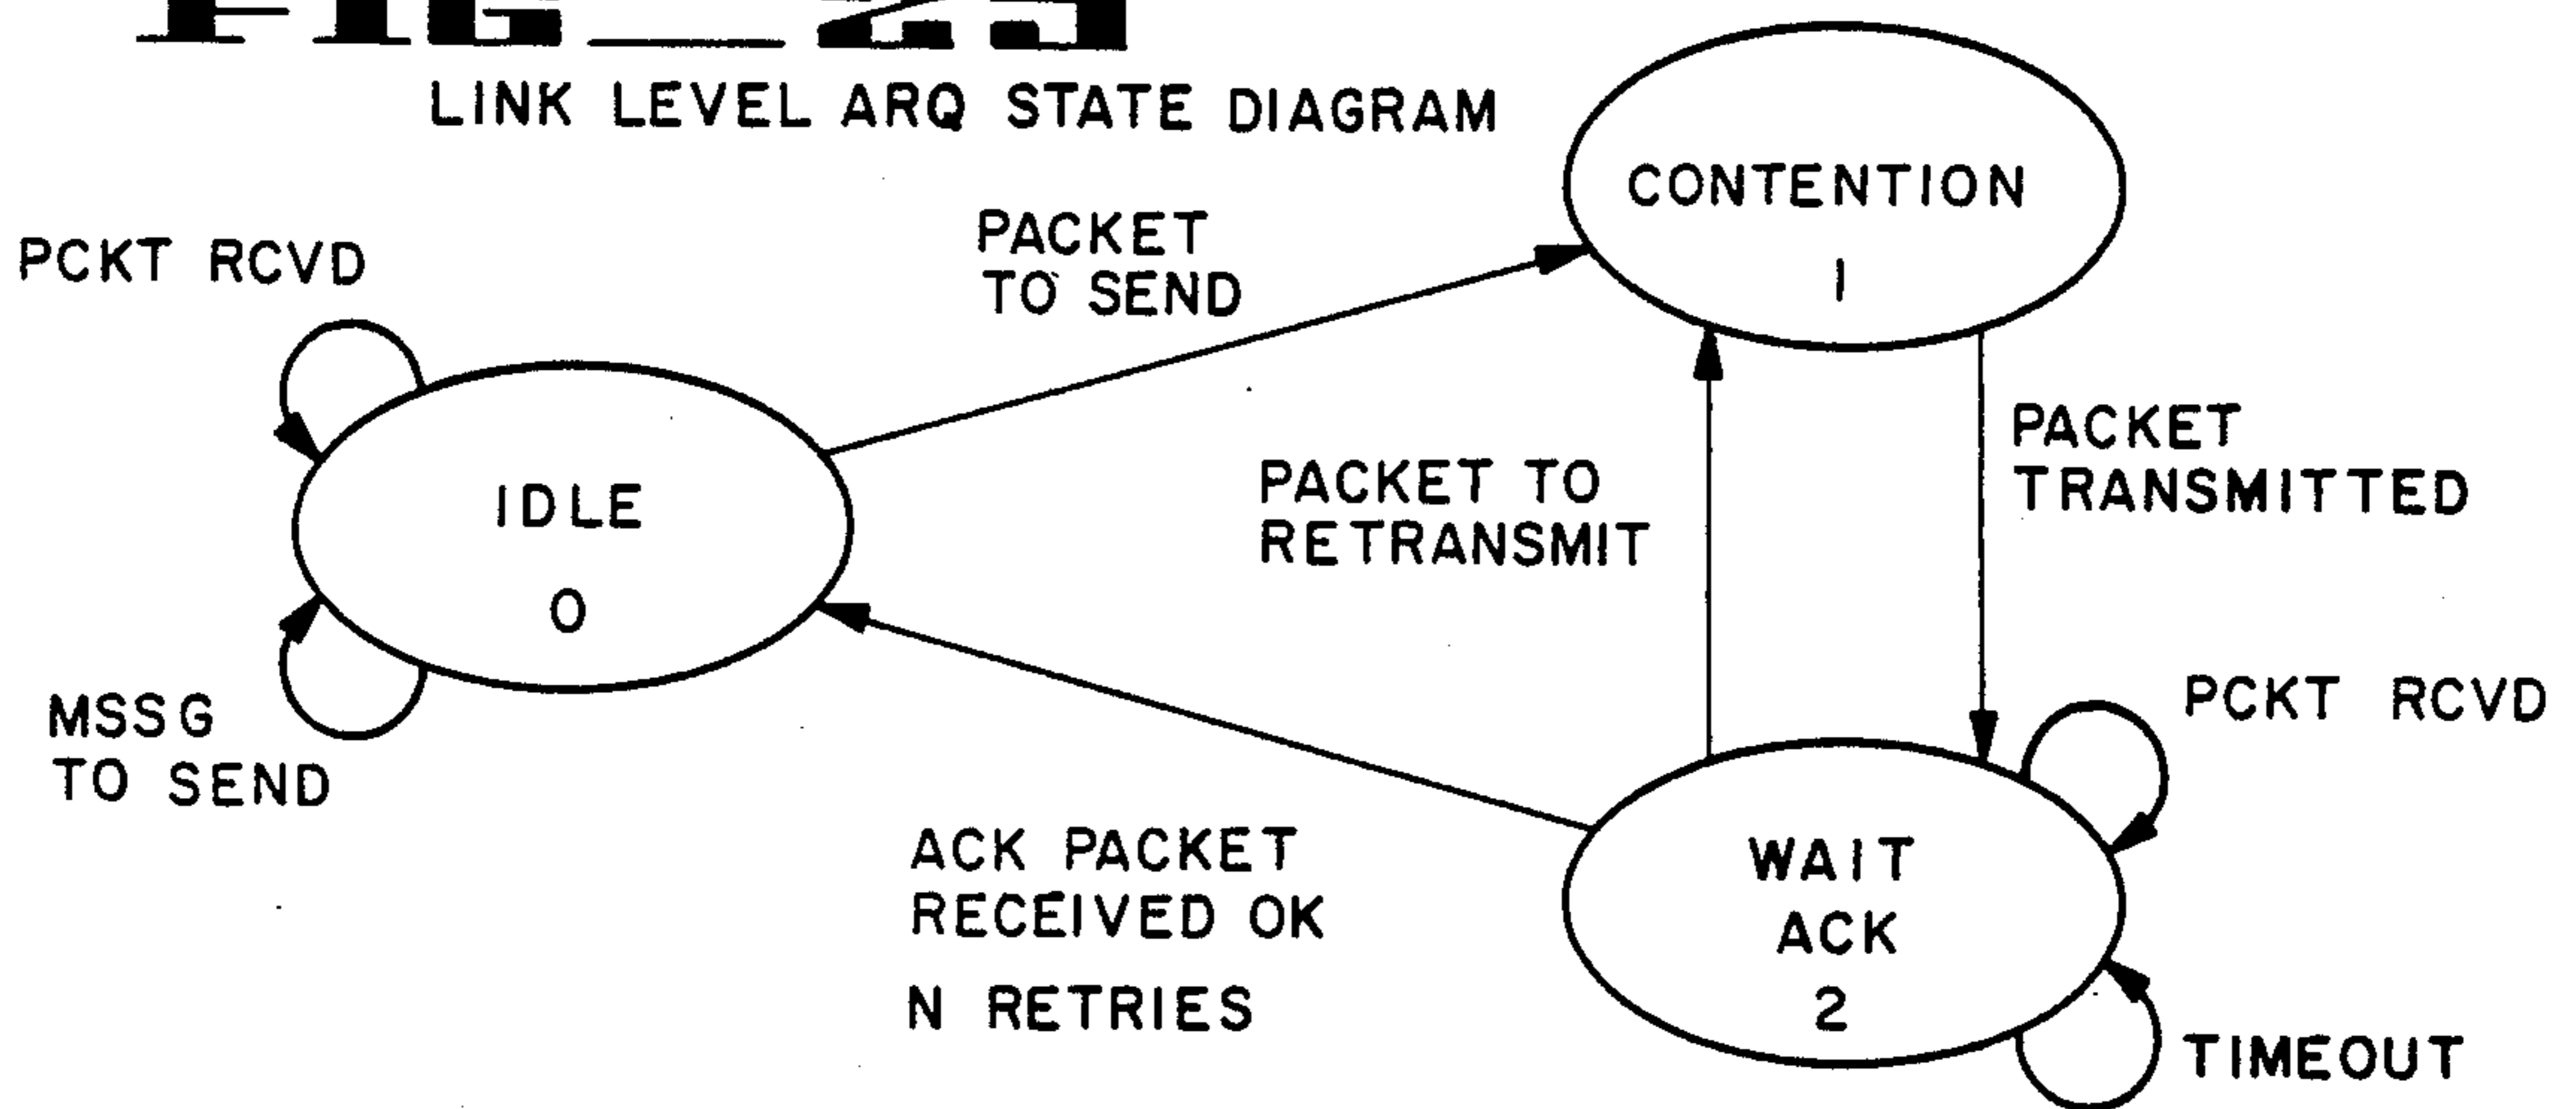 FIG_25
LINK LEVEL ARQ STATE DIAGRAM
CONTENTION
1
PACKET
TO SEND
PCKT RCVD
PACKET
TRANSMITTED
PACKET TO
RETRANSMIT
IDLE
0
MSSG
TO SEND
PCKT RCVD
ACK PACKET
RECEIVED OK
N RETRIES
WAIT
ACK
2
TIMEOUT